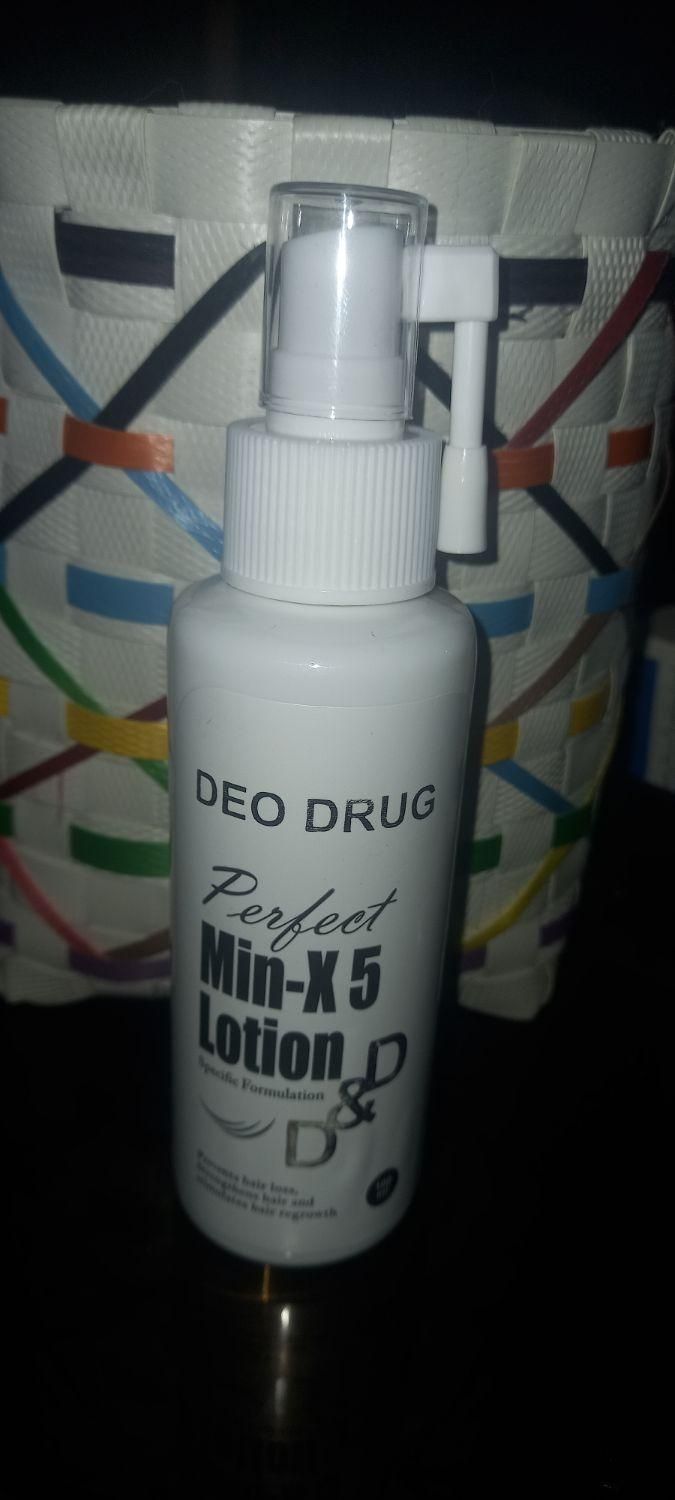 DEO DRUG
Perfect
Min-X 5
Lotion
Specific Formulation
D
&
D
Prevents hair loss,
strengthens hair and
stimulates hair regrowth